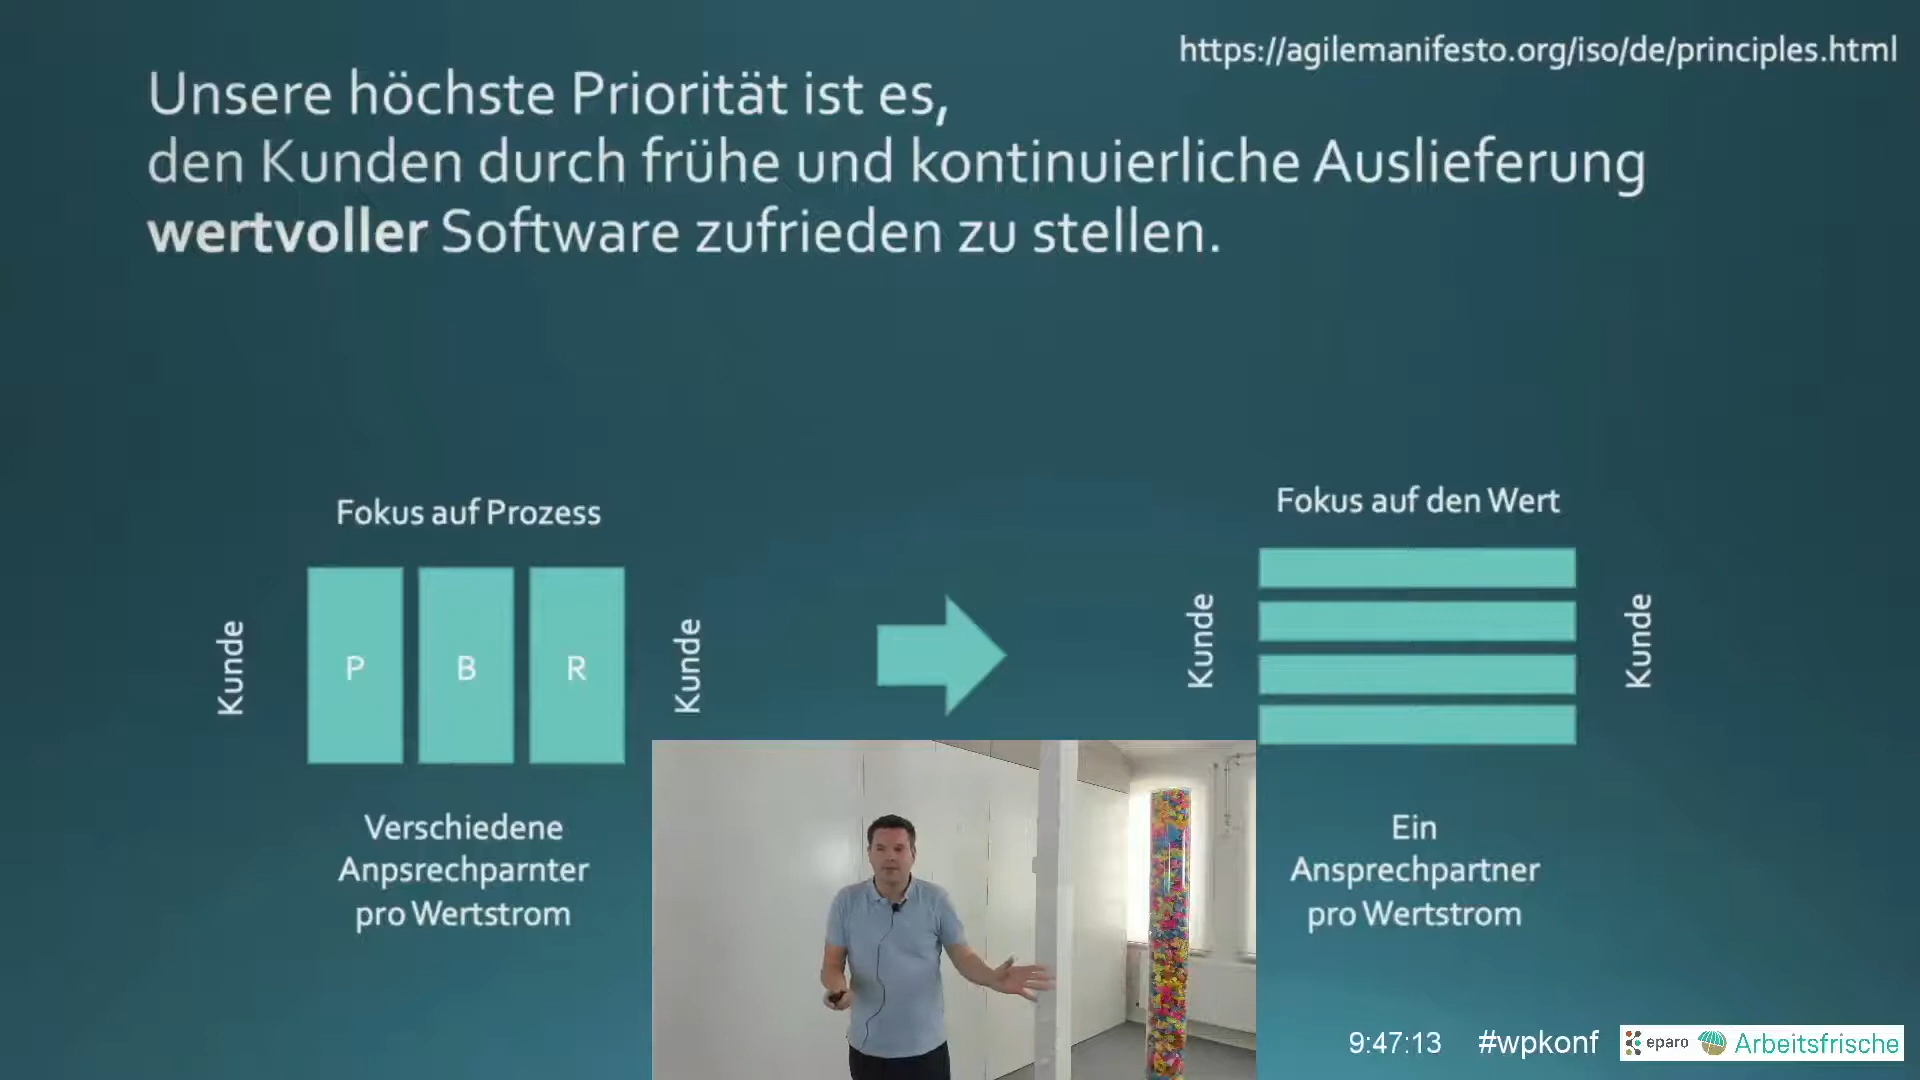 https://agilemanifesto.org/iso/de/principles.html
Unsere höchste Priorität ist es,
den Kunden durch frühe und kontinuierliche Auslieferung
wertvoller Software zufrieden zu stellen.
Fokus auf Prozess
Kunde
P
B
R
Kunde
Verschiedene
Anpsrechparnter
pro Wertstrom
Fokus auf den Wert
Kunde
Kunde
Ein
Ansprechpartner
pro Wertstrom
9:47:13 #wpkonf eparo Arbeitsfrische